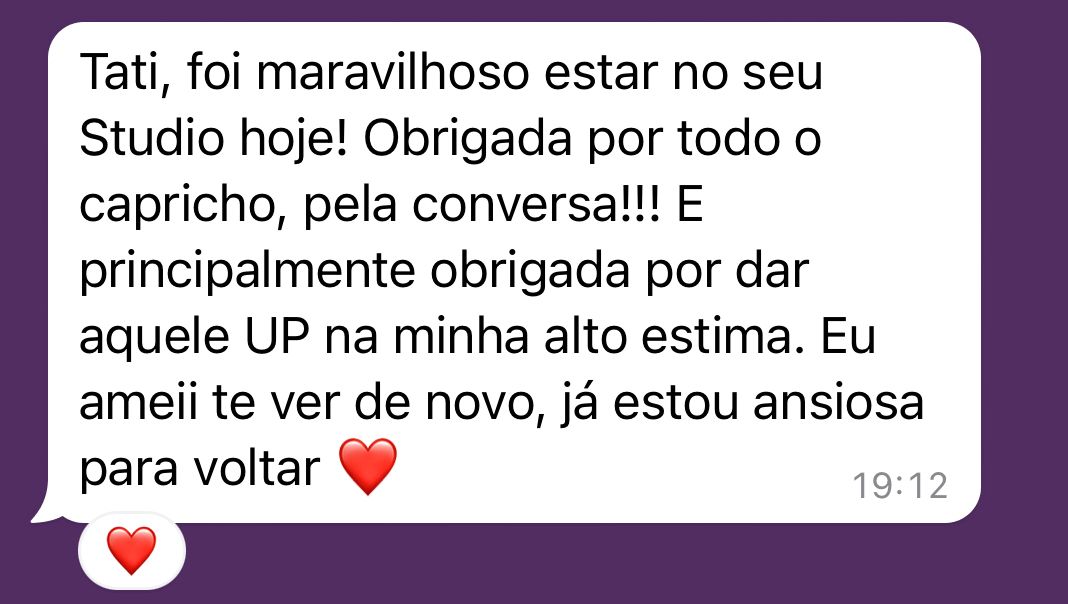 Tati, foi maravilhoso estar no seu
Studio hoje! Obrigada por todo o
capricho, pela conversa!!! E
principalmente obrigada por dar
aquele UP na minha alto estima. Eu
ameii te ver de novo, já estou ansiosa
para voltar ❤️
19:12
❤️